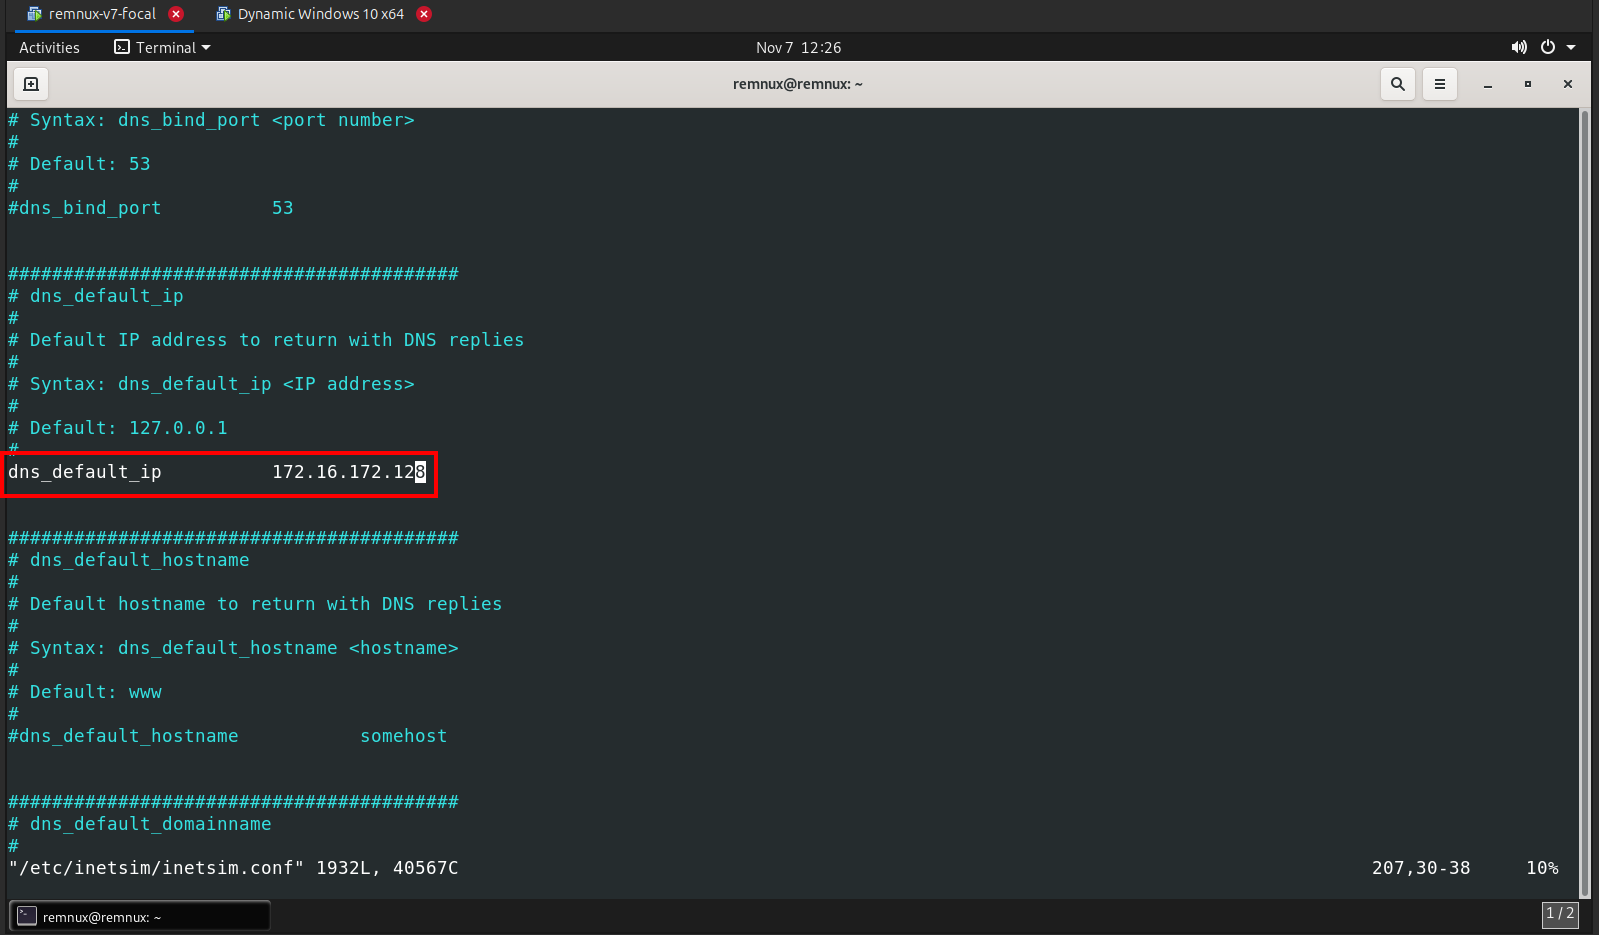 remnux-v7-focal Dynamic Windows 10 x64
Activities Terminal Nov 7 12:26
remnux@remnux: ~
# Syntax: dns_bind_port <port number>
#
# Default: 53
#
#dns_bind_port 53
#########################################
# dns_default_ip
#
# Default IP address to return with DNS replies
#
# Syntax: dns_default_ip <IP address>
#
# Default: 127.0.0.1
#
dns_default_ip 172.16.172.128
#########################################
# dns_default_hostname
#
# Default hostname to return with DNS replies
#
# Syntax: dns_default_hostname <hostname>
#
# Default: www
#
#dns_default_hostname somehost
#########################################
# dns_default_domainname
#
"/etc/inetsim/inetsim.conf" 1932L, 40567C 207,30-38 10%
remnux@remnux: ~ 1 / 2